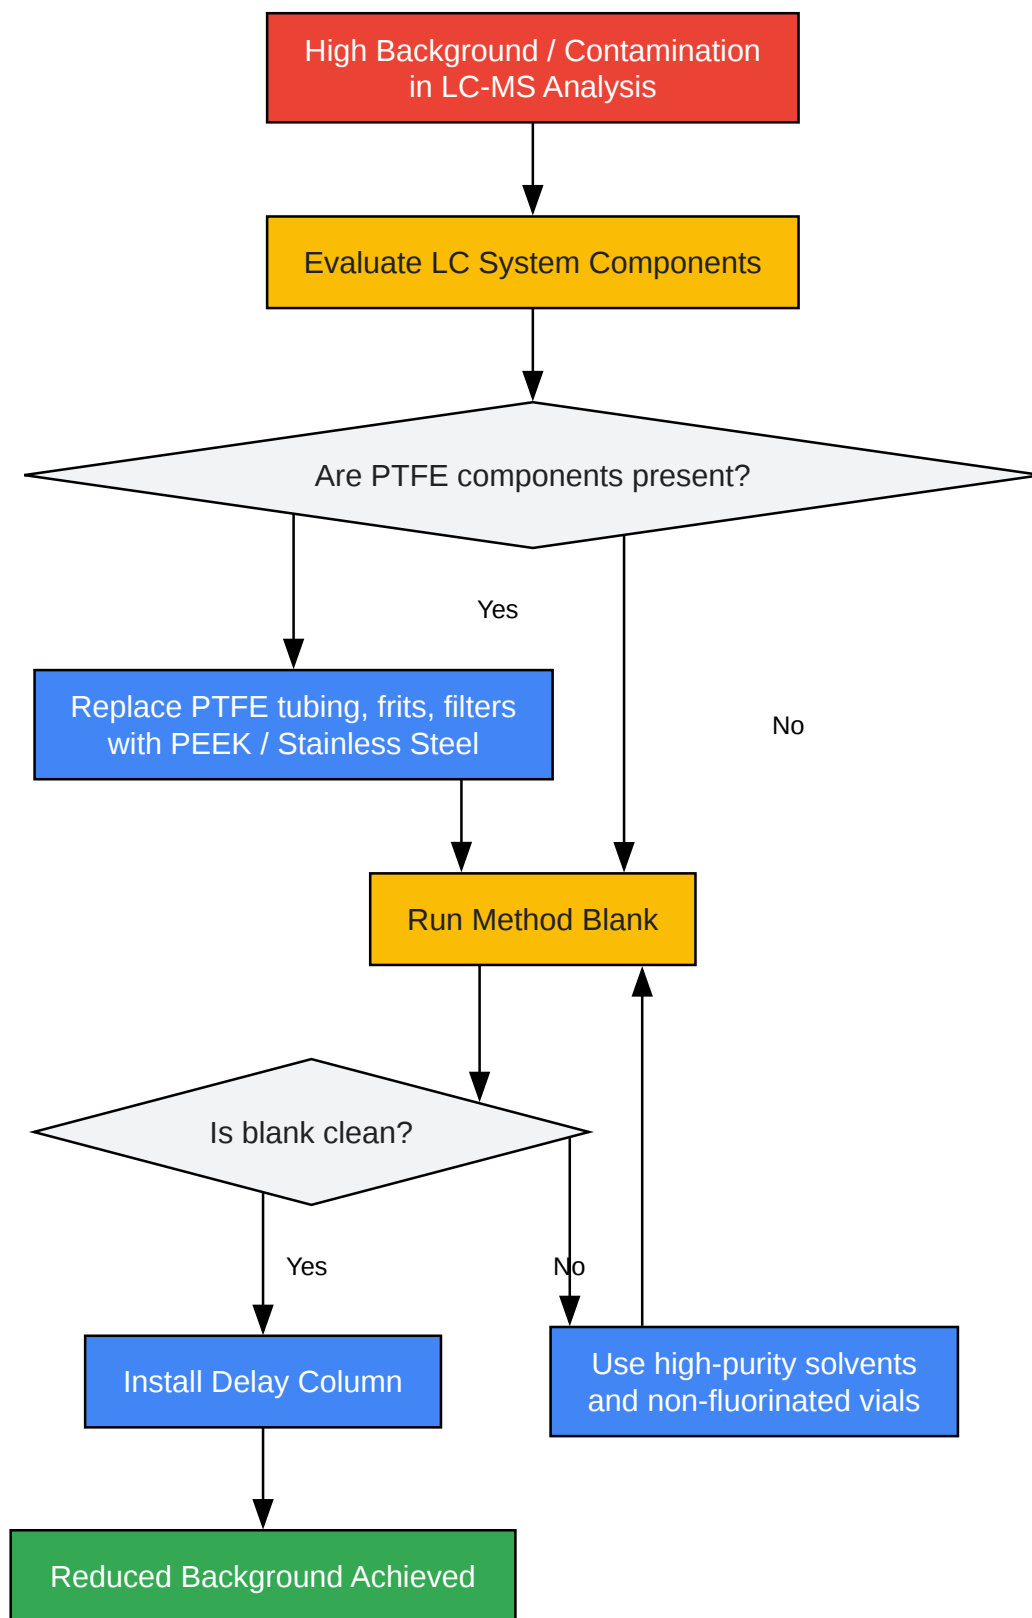 High Background / Contamination
in LC-MS Analysis
Evaluate LC System Components
Are PTFE components present?
Yes
Replace PTFE tubing, frits, filters
with PEEK / Stainless Steel
No
Run Method Blank
Is blank clean?
Yes
No
Install Delay Column
Use high-purity solvents
and non-fluorinated vials
Reduced Background Achieved